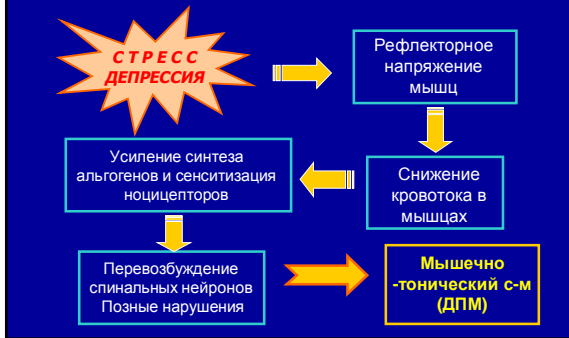 С Т Р Е С С
ДЕПРЕССИЯ
Рефлекторное
напряжение
мышц
Снижение
кровотока в
мышцах
Усиление синтеза
альгогенов и сенситизация
ноцицепторов
Перевозбуждение
спинальных нейронов
Позные нарушения
Мышечно
-тонический с-м
(ДПМ)